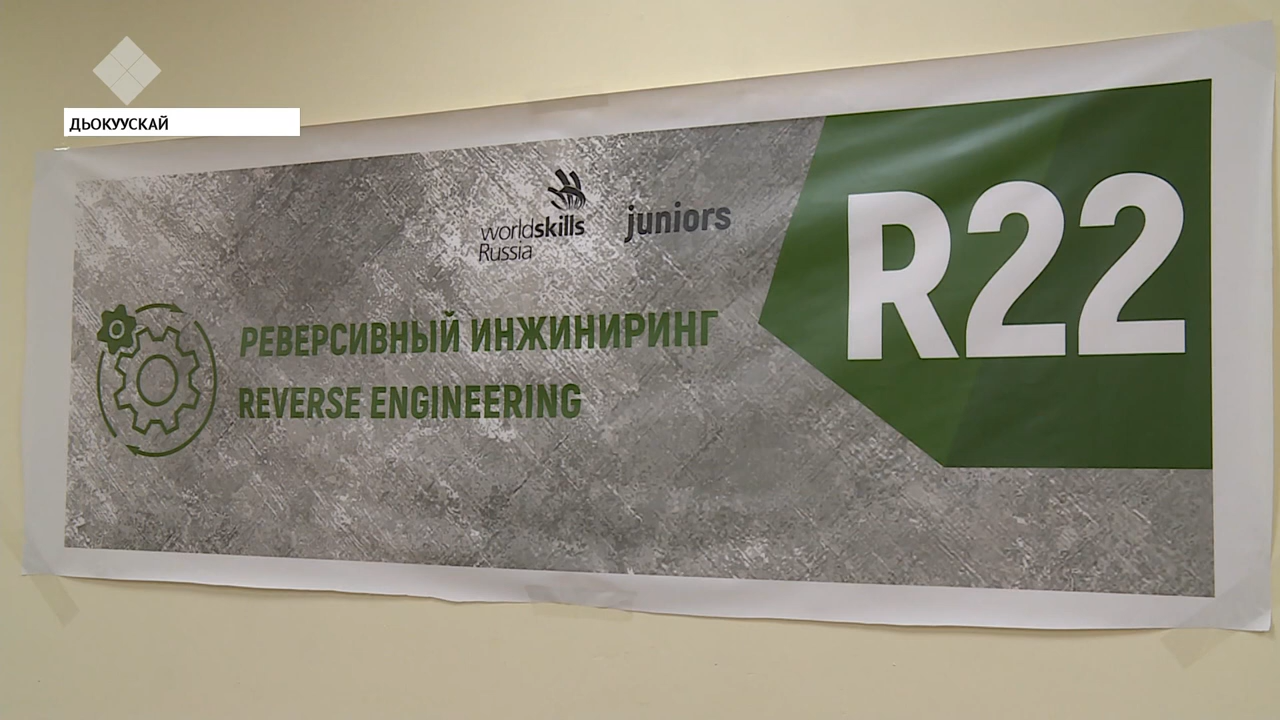 ДЬОКУУСКАЙ
worldskills
Russia
juniors
R22
РЕВЕРСИВНЫЙ ИНЖИНИРИНГ
REVERSE ENGINEERING